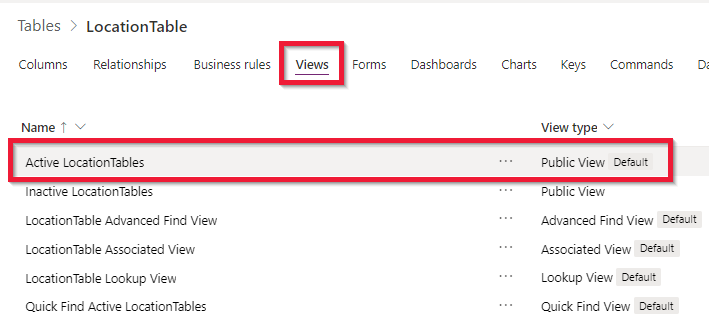 Tables > LocationTable
Columns Relationships Business rules Views Forms Dashboards Charts Keys Commands Da
Name ↑ View type
Active LocationTables ... Public View Default
Inactive LocationTables ... Public View
LocationTable Advanced Find View ... Advanced Find View Default
LocationTable Associated View ... Associated View Default
LocationTable Lookup View ... Lookup View Default
Quick Find Active LocationTables ... Quick Find View Default